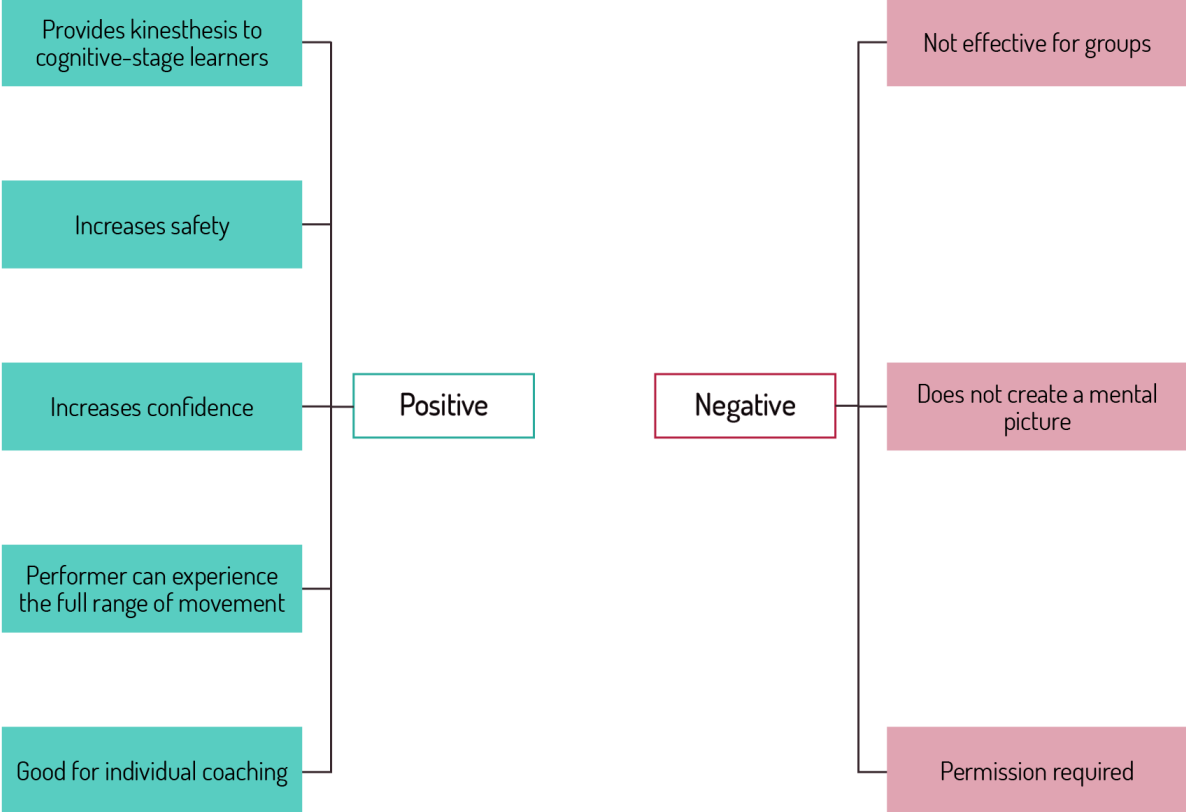 Provides kinesthesis to
cognitive-stage learners
Increases safety
Increases confidence
Performer can experience
the full range of movement
Good for individual coaching
Positive
Negative
Not effective for groups
Does not create a mental
picture
Permission required